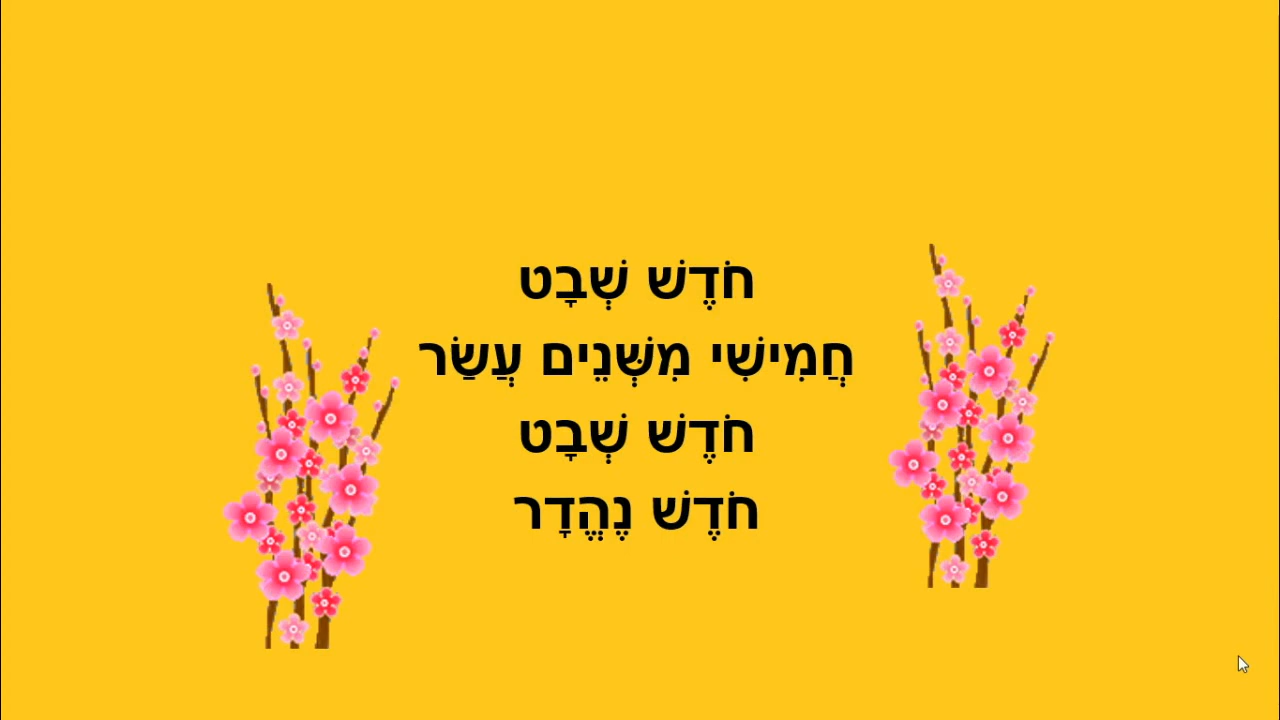 חֹדֶשׁ שְׁבָט
חֲמִישִׁי מִשְּׁנֵים עֲשַׂר
חֹדֶשׁ שְׁבָט
חֹדֶשׁ נֶהֱדָר